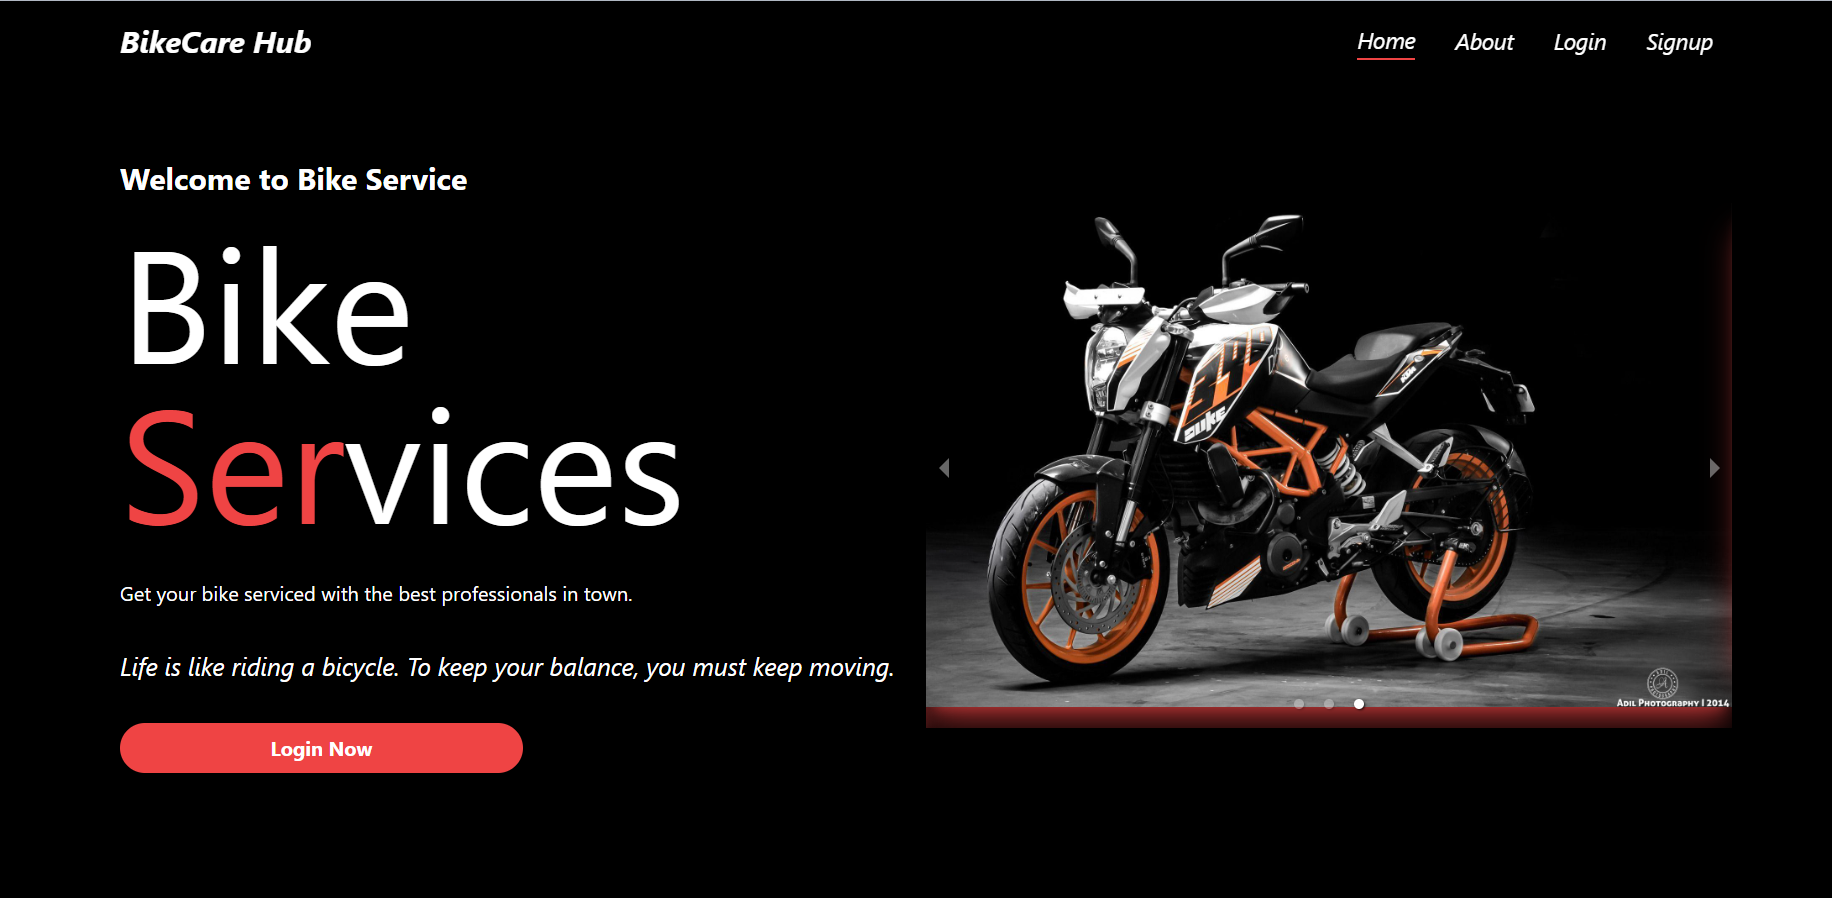 BikeCare Hub
Home About Login Signup
Welcome to Bike Service
Bike
Services
Get your bike serviced with the best professionals in town.
Life is like riding a bicycle. To keep your balance, you must keep moving.
Login Now
DUKE
KTM
Adil Photography | 2014